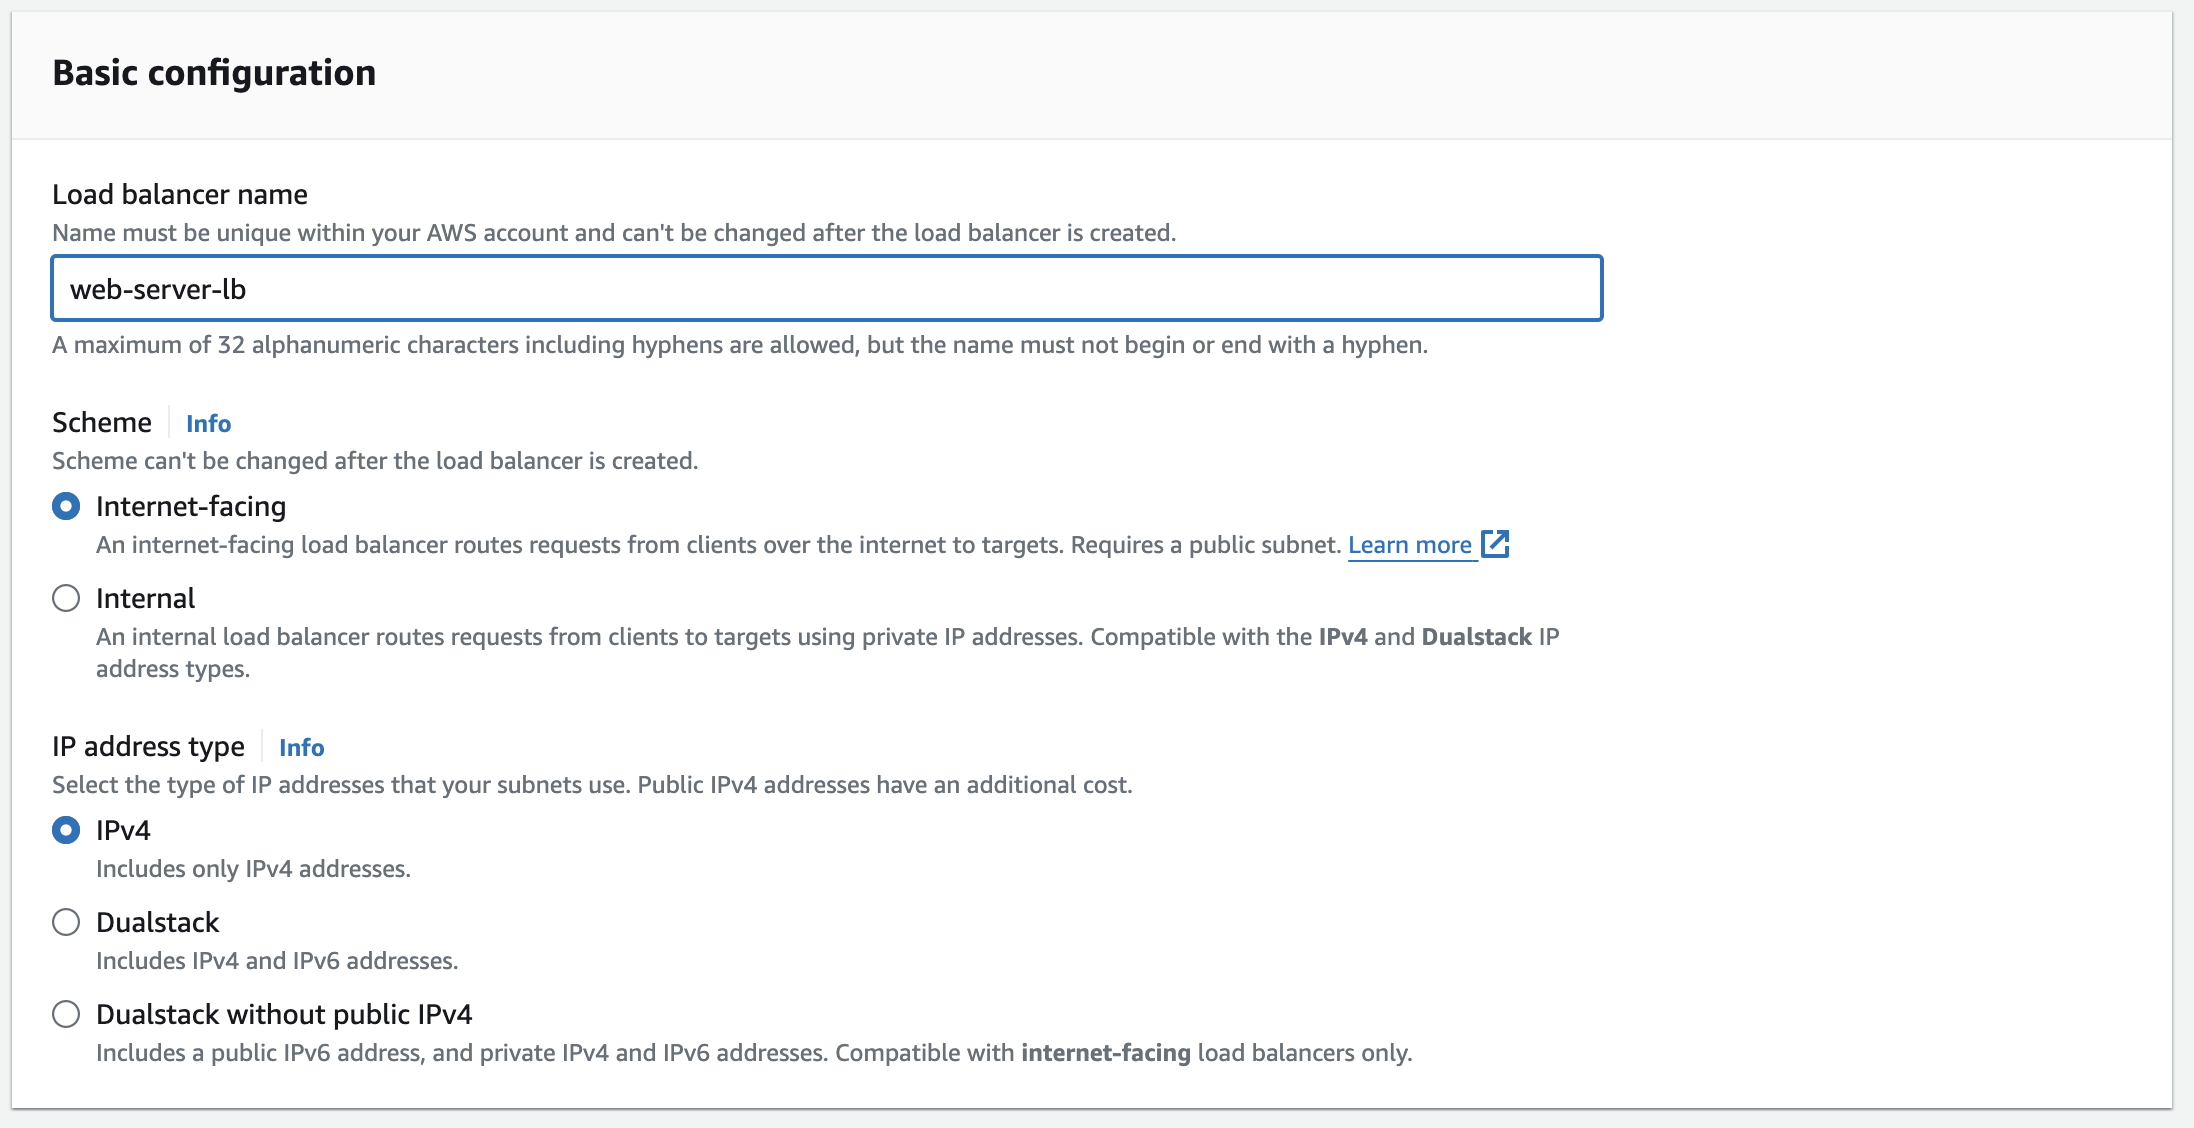 Basic configuration
Load balancer name
Name must be unique within your AWS account and can't be changed after the load balancer is created.
web-server-lb
A maximum of 32 alphanumeric characters including hyphens are allowed, but the name must not begin or end with a hyphen.
Scheme Info
Scheme can't be changed after the load balancer is created.
Internet-facing
An internet-facing load balancer routes requests from clients over the internet to targets. Requires a public subnet. Learn more
Internal
An internal load balancer routes requests from clients to targets using private IP addresses. Compatible with the IPv4 and Dualstack IP
address types.
IP address type Info
Select the type of IP addresses that your subnets use. Public IPv4 addresses have an additional cost.
IPv4
Includes only IPv4 addresses.
Dualstack
Includes IPv4 and IPv6 addresses.
Dualstack without public IPv4
Includes a public IPv6 address, and private IPv4 and IPv6 addresses. Compatible with internet-facing load balancers only.